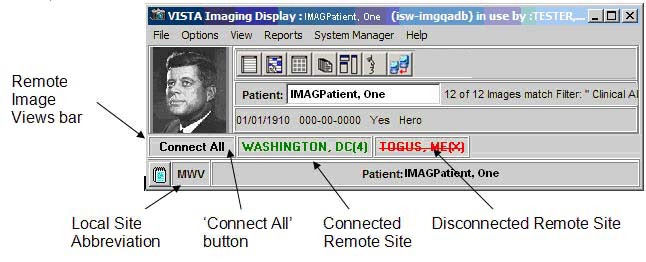 VISTA Imaging Display : IMAGPatient, One (isw-imgqadb) in use by :TESTER,...
File Options View Reports System Manager Help
Patient: IMAGPatient, One 12 of 12 Images match Filter: " Clinical Al
01/01/1910 000-00-0000 Yes Hero
Remote
Image
Views bar
Connect All WASHINGTON, DC(4) TOGUS, ME(X)
MWV Patient:IMAGPatient, One
Local Site
Abbreviation
‘Connect All’
button
Connected
Remote Site
Disconnected Remote Site